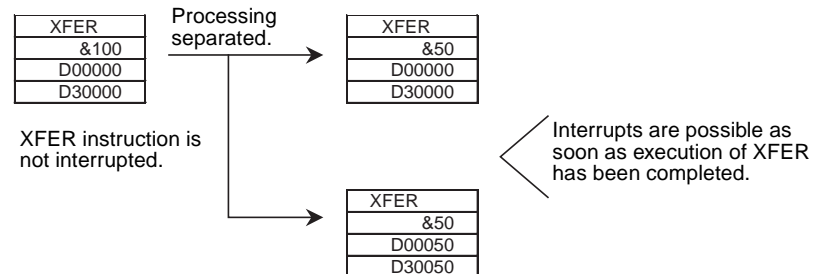 XFER
&100
D00000
D30000
Processing
separated.
XFER
&50
D00000
D30000
XFER instruction is
not interrupted.
Interrupts are possible as
soon as execution of XFER
has been completed.
XFER
&50
D00050
D30050